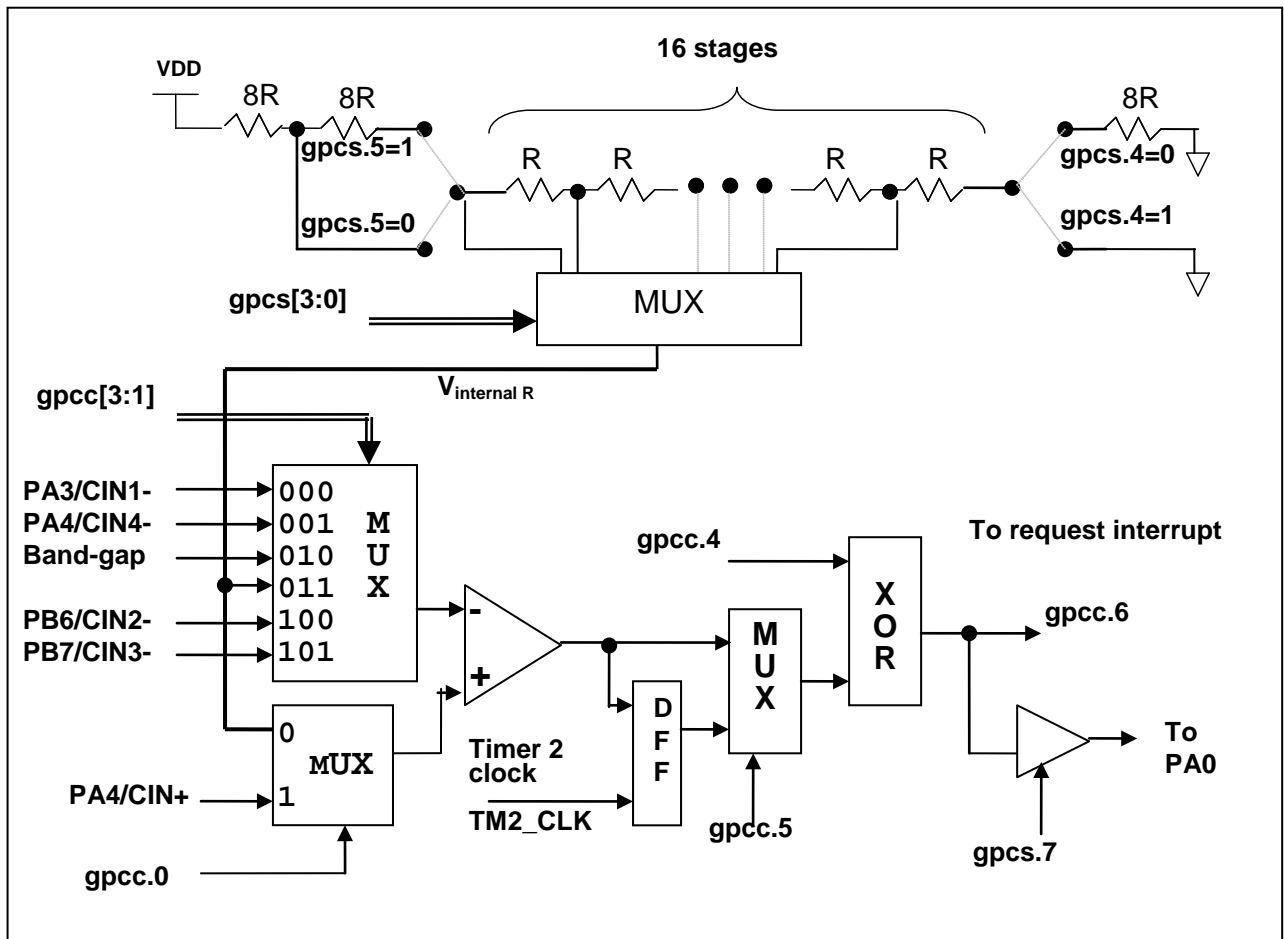 16 stages
VDD
8R
8R
8R
gpcs.5=1
gpcs.4=0
R
R
R
R
gpcs.5=0
gpcs.4=1
gpcs[3:0]
MUX
V internal R
gpcc[3:1]
PA3/CIN1-
000
PA4/CIN4-
001
Band-gap
010
011
PB6/CIN2-
100
PB7/CIN3-
101
M
U
X
-
+
gpcc.4
To request interrupt
X
O
R
gpcc.6
M
U
X
D
F
F
0
MUX
1
PA4/CIN+
Timer 2
clock
TM2_CLK
gpcc.5
To
PA0
gpcs.7
gpcc.0